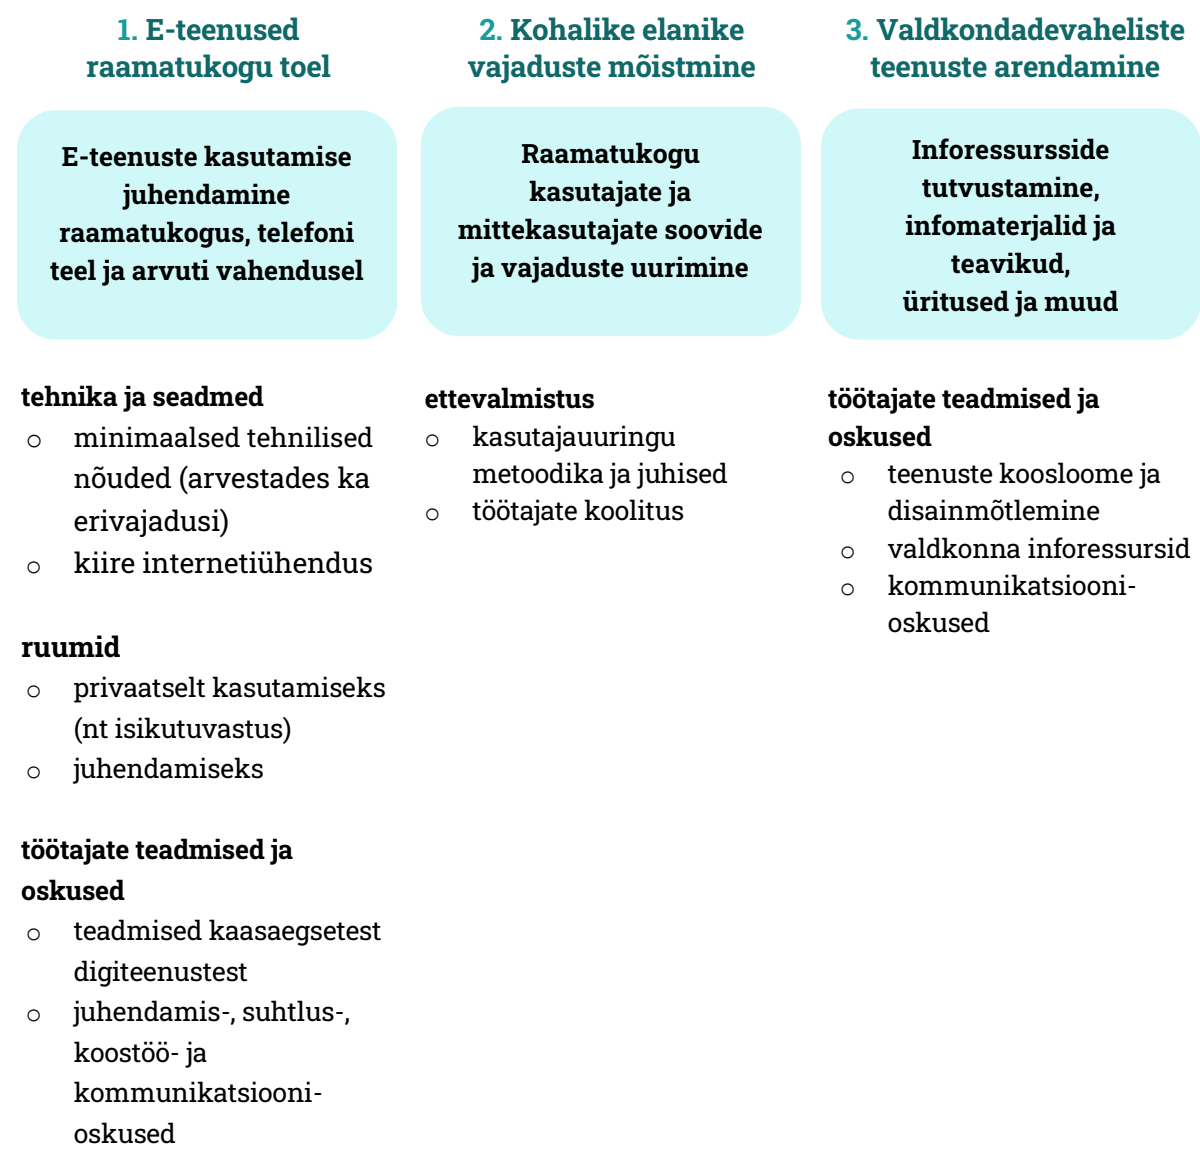 1. E-teenused
raamatukogu toel
E-teenuste kasutamise
juhendamine
raamatukogus, telefoni
teel ja arvuti vahendusel
tehnika ja seadmed
o minimaalsed tehnilised
nõuded (arvestades ka
erivajadusi)
o kiire internetiühendus
ruumid
o privaatselt kasutamiseks
(nt isikutuvastus)
o juhendamiseks
töötajate teadmised ja
oskused
o teadmised kaasaegsetest
digiteenustest
o juhendamis-, suhtlus-,
koostöö- ja
kommunikatsiooni-
oskused
2. Kohalike elanike
vajaduste mõistmine
Raamatukogu
kasutajate ja
mittekasutajate soovide
ja vajaduste uurimine
ettevalmistus
o kasutajauuringu
metoodika ja juhised
o töötajate koolitus
3. Valdkondadevaheliste
teenuste arendamine
Inforessursside
tutvustamine,
infomaterjalid ja
teavikud,
üritused ja muud
töötajate teadmised ja
oskused
o teenuste koosloome ja
disainmõtlemine
o valdkonna inforessursid
o kommunikatsiooni-
oskused